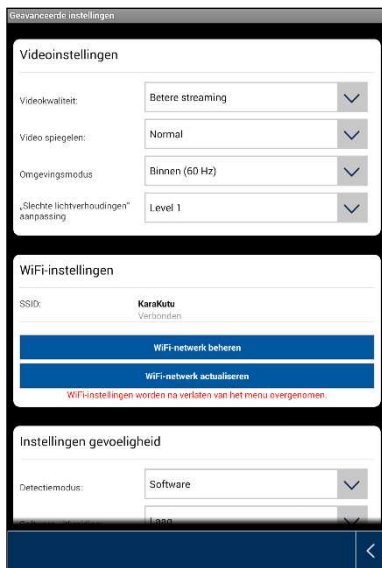 Geavanceerde instellingen
Videoinstellingen
Videokwaliteit:
Betere streaming
Video spiegelen:
Normal
Omgevingsmodus
Binnen (60 Hz)
„Slechte lichtverhoudingen"
aanpassing
Level 1
WiFi-instellingen
SSID:
KaraKutu
Verbonden
WiFi-netwerk beheren
WiFi-netwerk actualiseren
WiFi-instellingen worden na verlaten van het menu overgenomen.
Instellingen gevoeligheid
Detectiemodus:
Software
Laag